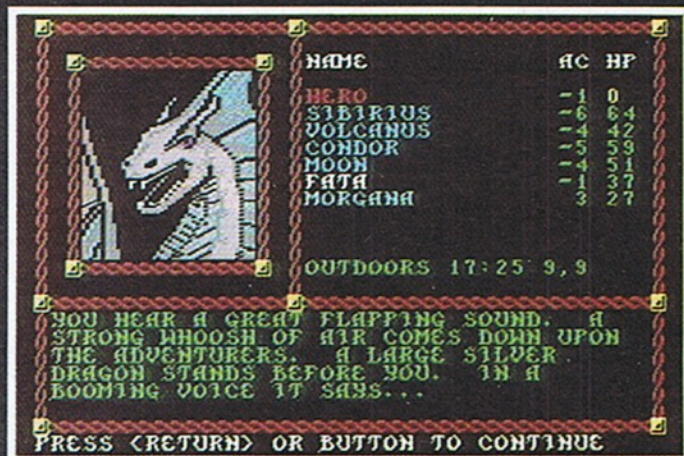 NAME AC HP
HERO -1 0
SIBIRIUS -6 64
VOLCANUS -4 42
CONDOR -5 59
MOON -4 51
FATA -1 37
MORGANA 3 27
OUTDOORS 17:25 9,9
YOU HEAR A GREAT FLAPPING SOUND. A
STRONG WHOOSH OF AIR COMES DOWN UPON
THE ADVENTURERS. A LARGE SILVER
DRAGON STANDS BEFORE YOU. IN A
BOOMING VOICE IT SAYS...
PRESS <RETURN> OR BUTTON TO CONTINUE